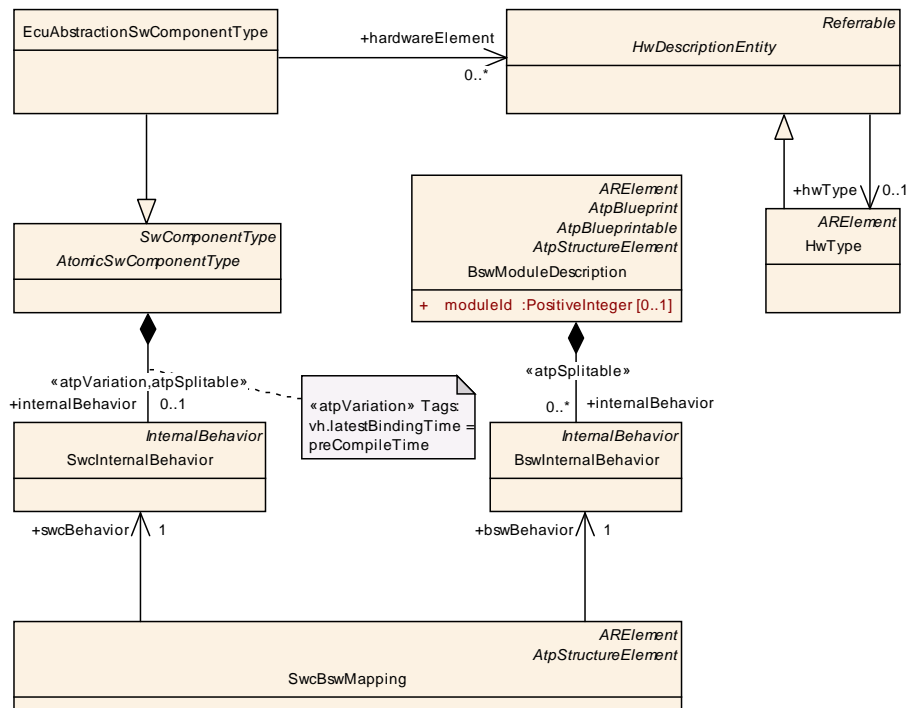 EcuAbstractionSwComponentType
+hardwareElement
0..*
Referrable
HwDescriptionEntity
+hwType
0..1
ARElement
AtpBlueprint
AtpBlueprintable
AtpStructureElement
BswModuleDescription
+ moduleId :PositiveInteger [0..1]
ARElement
HwType
SwComponentType
AtomicSwComponentType
«atpVariation,atpSplitable»
+internalBehavior
0..1
«atpVariation» Tags:
vh.latestBindingTime =
preCompileTime
«atpSplitable»
0..*
+internalBehavior
InternalBehavior
SwcInternalBehavior
InternalBehavior
BswInternalBehavior
+swcBehavior
1
+bswBehavior
1
ARElement
AtpStructureElement
SwcBswMapping